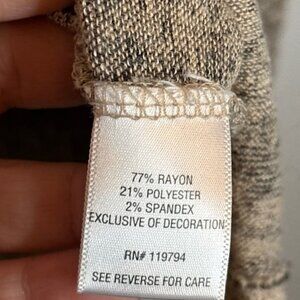 77% RAYON
21% POLYESTER
2% SPANDEX
EXCLUSIVE OF DECORATION
RN# 119794
SEE REVERSE FOR CARE